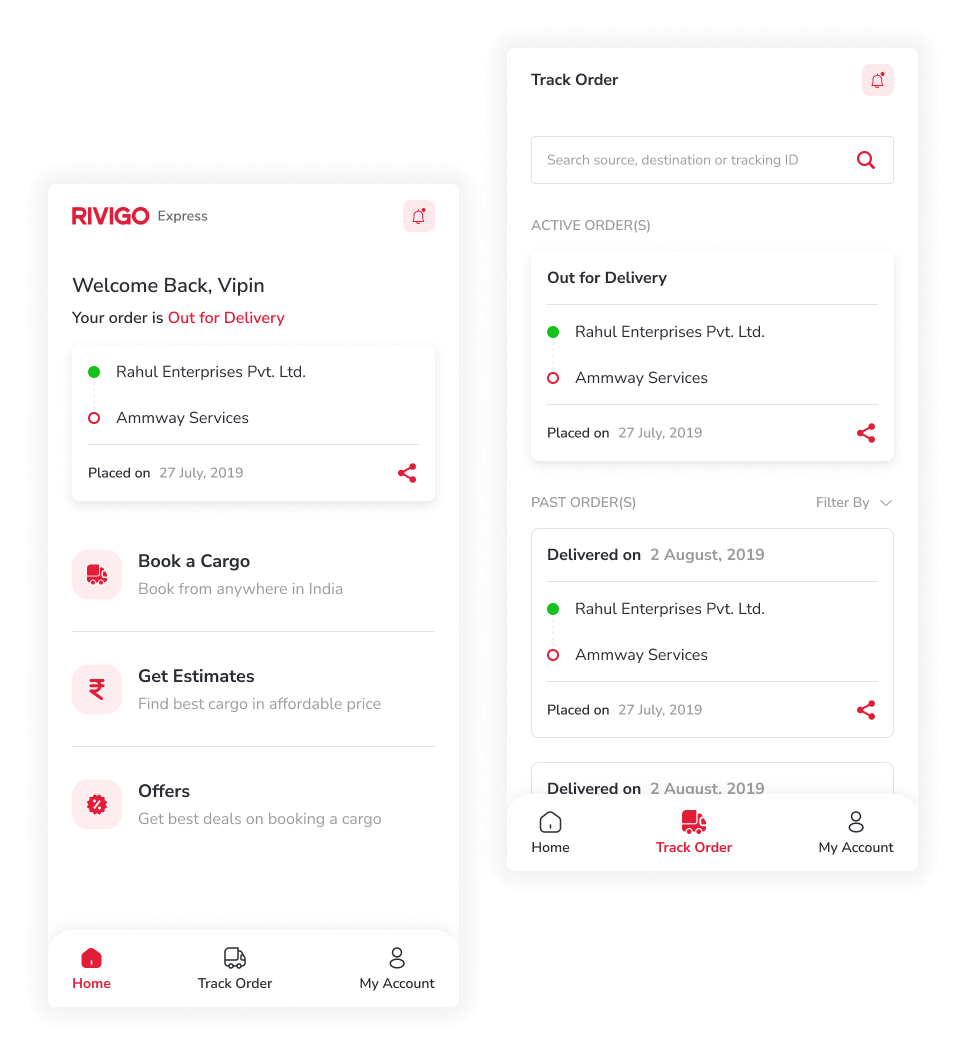 RIVIGO Express
Welcome Back, Vipin
Your order is Out for Delivery
Rahul Enterprises Pvt. Ltd.
Ammway Services
Placed on 27 July, 2019
Book a Cargo
Book from anywhere in India
Get Estimates
Find best cargo in affordable price
Offers
Get best deals on booking a cargo
Home Track Order My Account
Track Order
Search source, destination or tracking ID
ACTIVE ORDER(S)
Out for Delivery
Rahul Enterprises Pvt. Ltd.
Ammway Services
Placed on 27 July, 2019
PAST ORDER(S) Filter By
Delivered on 2 August, 2019
Rahul Enterprises Pvt. Ltd.
Ammway Services
Placed on 27 July, 2019
Delivered on 2 August, 2019
Home Track Order My Account